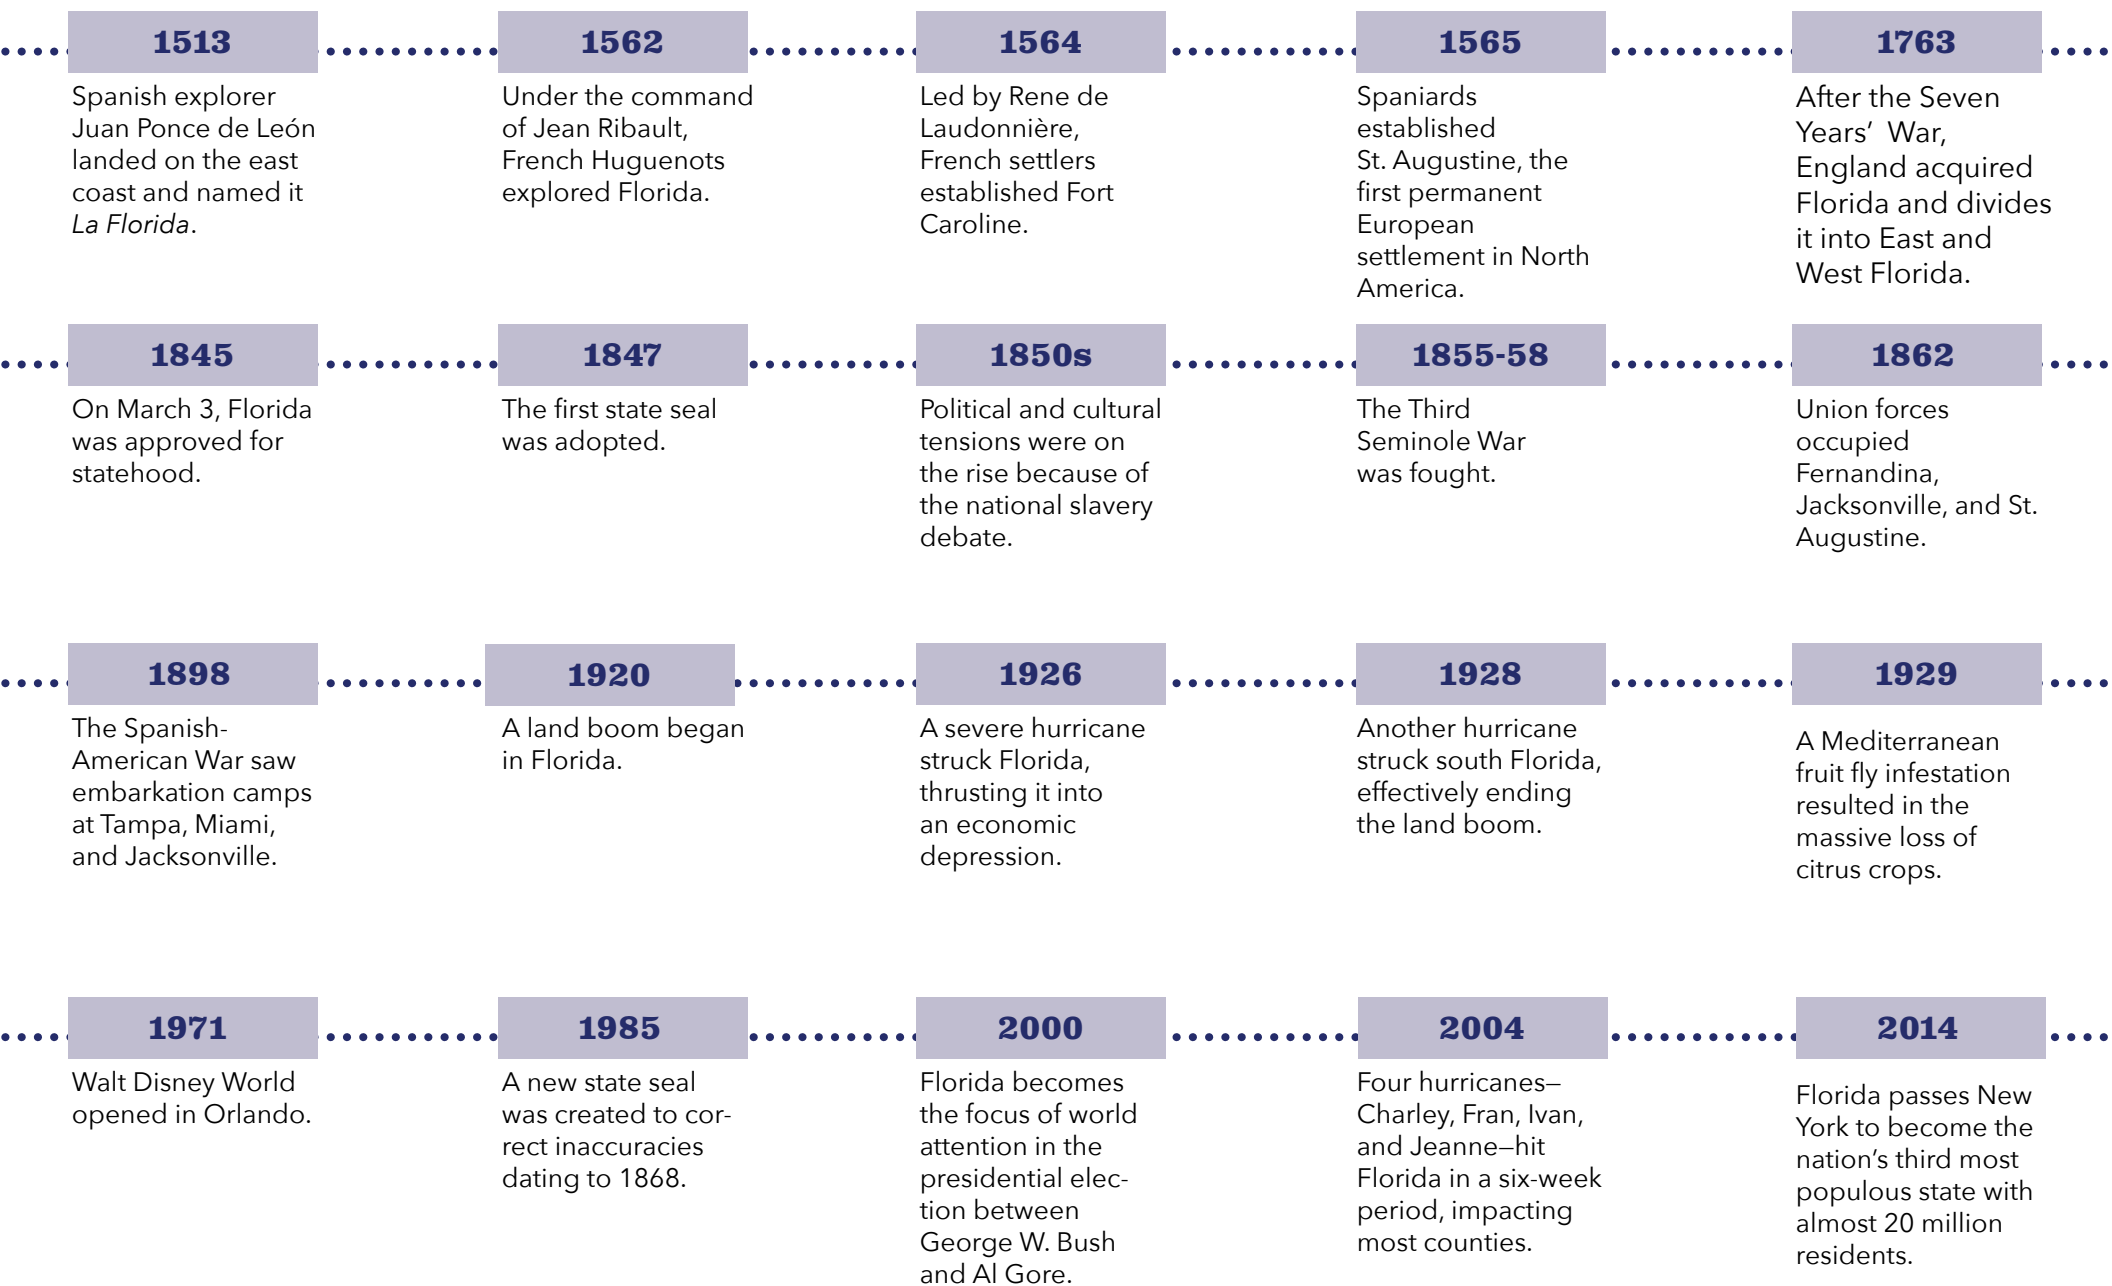 1513
Spanish explorer
Juan Ponce de León
landed on the east
coast and named it
La Florida.
1562
Under the command
of Jean Ribault,
French Huguenots
explored Florida.
1564
Led by Rene de
Laudonnière,
French settlers
established Fort
Caroline.
1565
Spaniards
established
St. Augustine, the
first permanent
European
settlement in North
America.
1763
After the Seven
Years’ War,
England acquired
Florida and divides
it into East and
West Florida.
1845
On March 3, Florida
was approved for
statehood.
1847
The first state seal
was adopted.
1850s
Political and cultural
tensions were on
the rise because of
the national slavery
debate.
1855-58
The Third
Seminole War
was fought.
1862
Union forces
occupied
Fernandina,
Jacksonville, and St.
Augustine.
1898
The Spanish-
American War saw
embarkation camps
at Tampa, Miami,
and Jacksonville.
1920
A land boom began
in Florida.
1926
A severe hurricane
struck Florida,
thrusting it into
an economic
depression.
1928
Another hurricane
struck south Florida,
effectively ending
the land boom.
1929
A Mediterranean
fruit fly infestation
resulted in the
massive loss of
citrus crops.
1971
Walt Disney World
opened in Orlando.
1985
A new state seal
was created to cor-
rect inaccuracies
dating to 1868.
2000
Florida becomes
the focus of world
attention in the
presidential elec-
tion between
George W. Bush
and Al Gore.
2004
Four hurricanes—
Charley, Fran, Ivan,
and Jeanne—hit
Florida in a six-week
period, impacting
most counties.
2014
Florida passes New
York to become the
nation’s third most
populous state with
almost 20 million
residents.